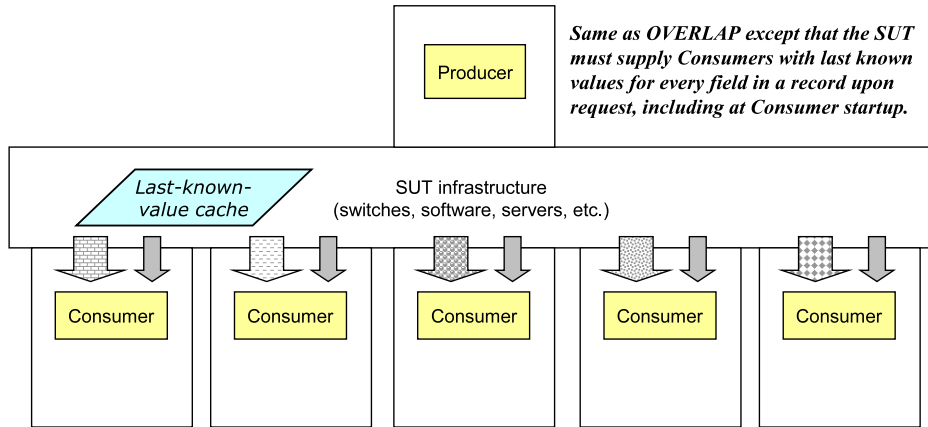 Producer
Same as OVERLAP except that the SUT
must supply Consumers with last known
values for every field in a record upon
request, including at Consumer startup.
Last-known-
value cache
SUT infrastructure
(switches, software, servers, etc.)
Consumer
Consumer
Consumer
Consumer
Consumer